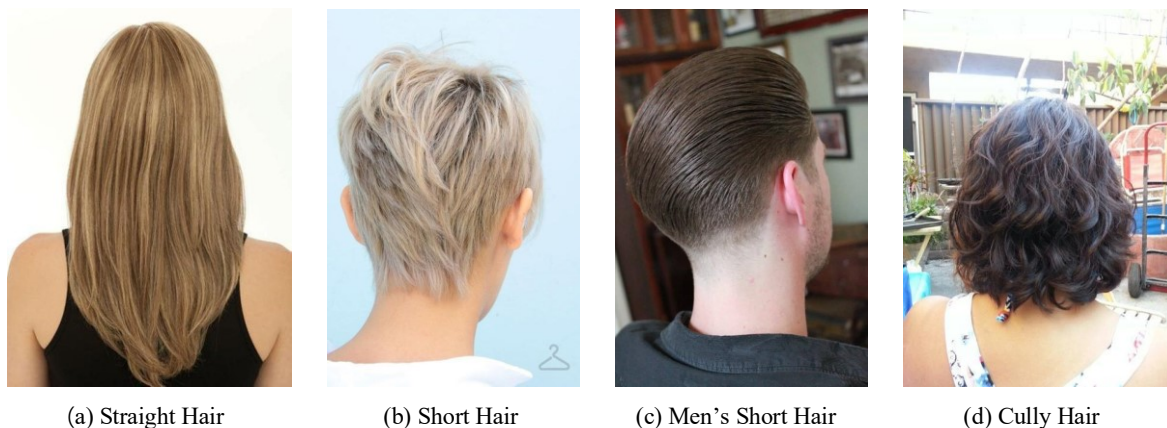 (a) Straight Hair
(b) Short Hair
(c) Men’s Short Hair
(d) Cully Hair